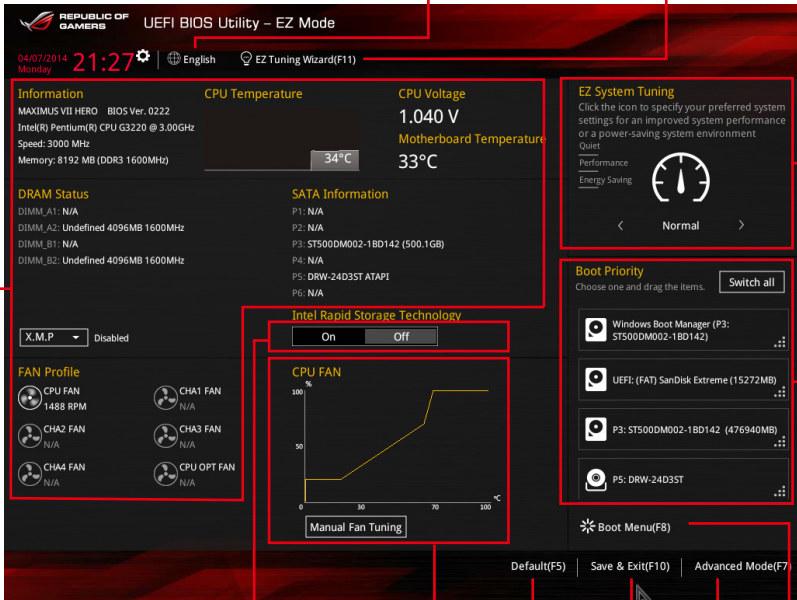 REPUBLIC OF
GAMERS
UEFI BIOS Utility – EZ Mode
04/07/2014
Monday
21:27
English
EZ Tuning Wizard(F11)
Information
MAXIMUS VII HERO BIOS Ver. 0222
Intel(R) Pentium(R) CPU G3220 @ 3.00GHz
Speed: 3000 MHz
Memory: 8192 MB (DDR3 1600MHz)
CPU Temperature
34°C
CPU Voltage
1.040 V
Motherboard Temperature
33°C
EZ System Tuning
Click the icon to specify your preferred system
settings for an improved system performance
or a power-saving system environment
Quiet
Performance
Energy Saving
Normal
DRAM Status
DIMM_A1: N/A
DIMM_A2: Undefined 4096MB 1600MHz
DIMM_B1: N/A
DIMM_B2: Undefined 4096MB 1600MHz
SATA Information
P1: N/A
P2: N/A
P3: ST500DM002-1BD142 (500.1GB)
P4: N/A
P5: DRW-24D3ST ATAPI
P6: N/A
X.M.P
Disabled
Intel Rapid Storage Technology
On
Off
Boot Priority
Choose one and drag the items.
Switch all
Windows Boot Manager (P3:
ST500DM002-1BD142)
UEFI: (FAT) SanDisk Extreme (15272MB)
P3: ST500DM002-1BD142 (476940MB)
P5: DRW-24D3ST
FAN Profile
CPU FAN
1488 RPM
CHA1 FAN
N/A
CHA2 FAN
N/A
CHA3 FAN
N/A
CHA4 FAN
N/A
CPU OPT FAN
N/A
CPU FAN
%
100
50
0
30
70
100
°C
Manual Fan Tuning
Boot Menu(F8)
Default(F5)
Save & Exit(F10)
Advanced Mode(F7